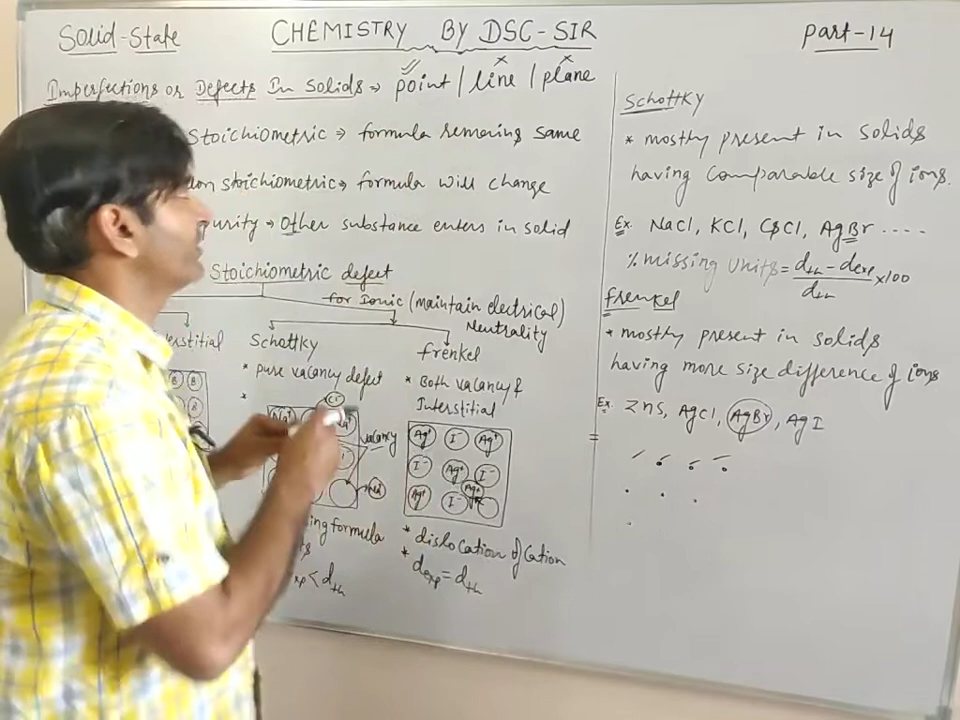 Solid-State
CHEMISTRY BY DSC-SIR
Part-14
Imperfections or Defects In Solids → point / line / plane
Stoichiometric → formula remaining same
stoichiometric → formula will change
→ Other substance enters in solid
Stoichiometric defect
for Ionic (maintain electrical)
Neutrality
Schottky
* pure vacancy defect
*
Na+
Cl-
vacancy
formula
< dth
frenkel
* Both vacancy &
Interstitial
Ag+ I- Ag+
I- Ag+ I-
Ag+
Ag+ I-
* dislocation of Cation
* dexp = dth
B B
B
Schottky
* mostly present in solids
having comparable size of ions.
Ex. NaCl, KCl, CsCl, AgBr ....
% missing units = dth - dexp / dth x100
frenkel
* mostly present in solids
having more size difference of ions
Ex. ZnS, AgCl, AgBr, AgI